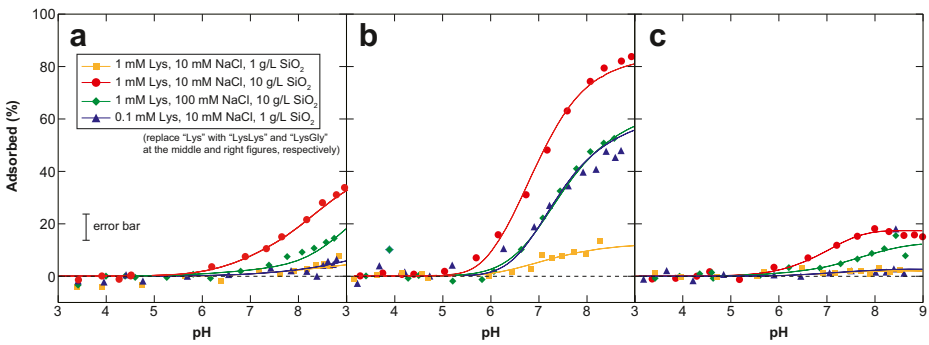 a
b
c
100
80
60
40
20
0
Adsorbed (%)
1 mM Lys, 10 mM NaCl, 1 g/L SiO₂
1 mM Lys, 10 mM NaCl, 10 g/L SiO₂
1 mM Lys, 100 mM NaCl, 10 g/L SiO₂
0.1 mM Lys, 10 mM NaCl, 1 g/L SiO₂
(replace “Lys” with “LysLys” and “LysGly”
at the middle and right figures, respectively)
error bar
3 4 5 6 7 8 3 4 5 6 7 8 3 4 5 6 7 8 9
pH pH pH